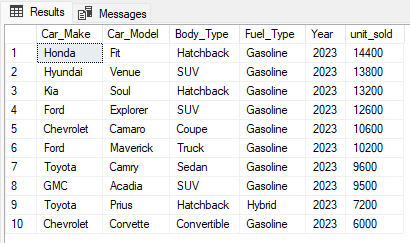 Results Messages
Car_Make Car_Model Body_Type Fuel_Type Year unit_sold
1 Honda Fit Hatchback Gasoline 2023 14400
2 Hyundai Venue SUV Gasoline 2023 13800
3 Kia Soul Hatchback Gasoline 2023 13200
4 Ford Explorer SUV Gasoline 2023 12600
5 Chevrolet Camaro Coupe Gasoline 2023 10600
6 Ford Maverick Truck Gasoline 2023 10200
7 Toyota Camry Sedan Gasoline 2023 9600
8 GMC Acadia SUV Gasoline 2023 9500
9 Toyota Prius Hatchback Hybrid 2023 7200
10 Chevrolet Corvette Convertible Gasoline 2023 6000